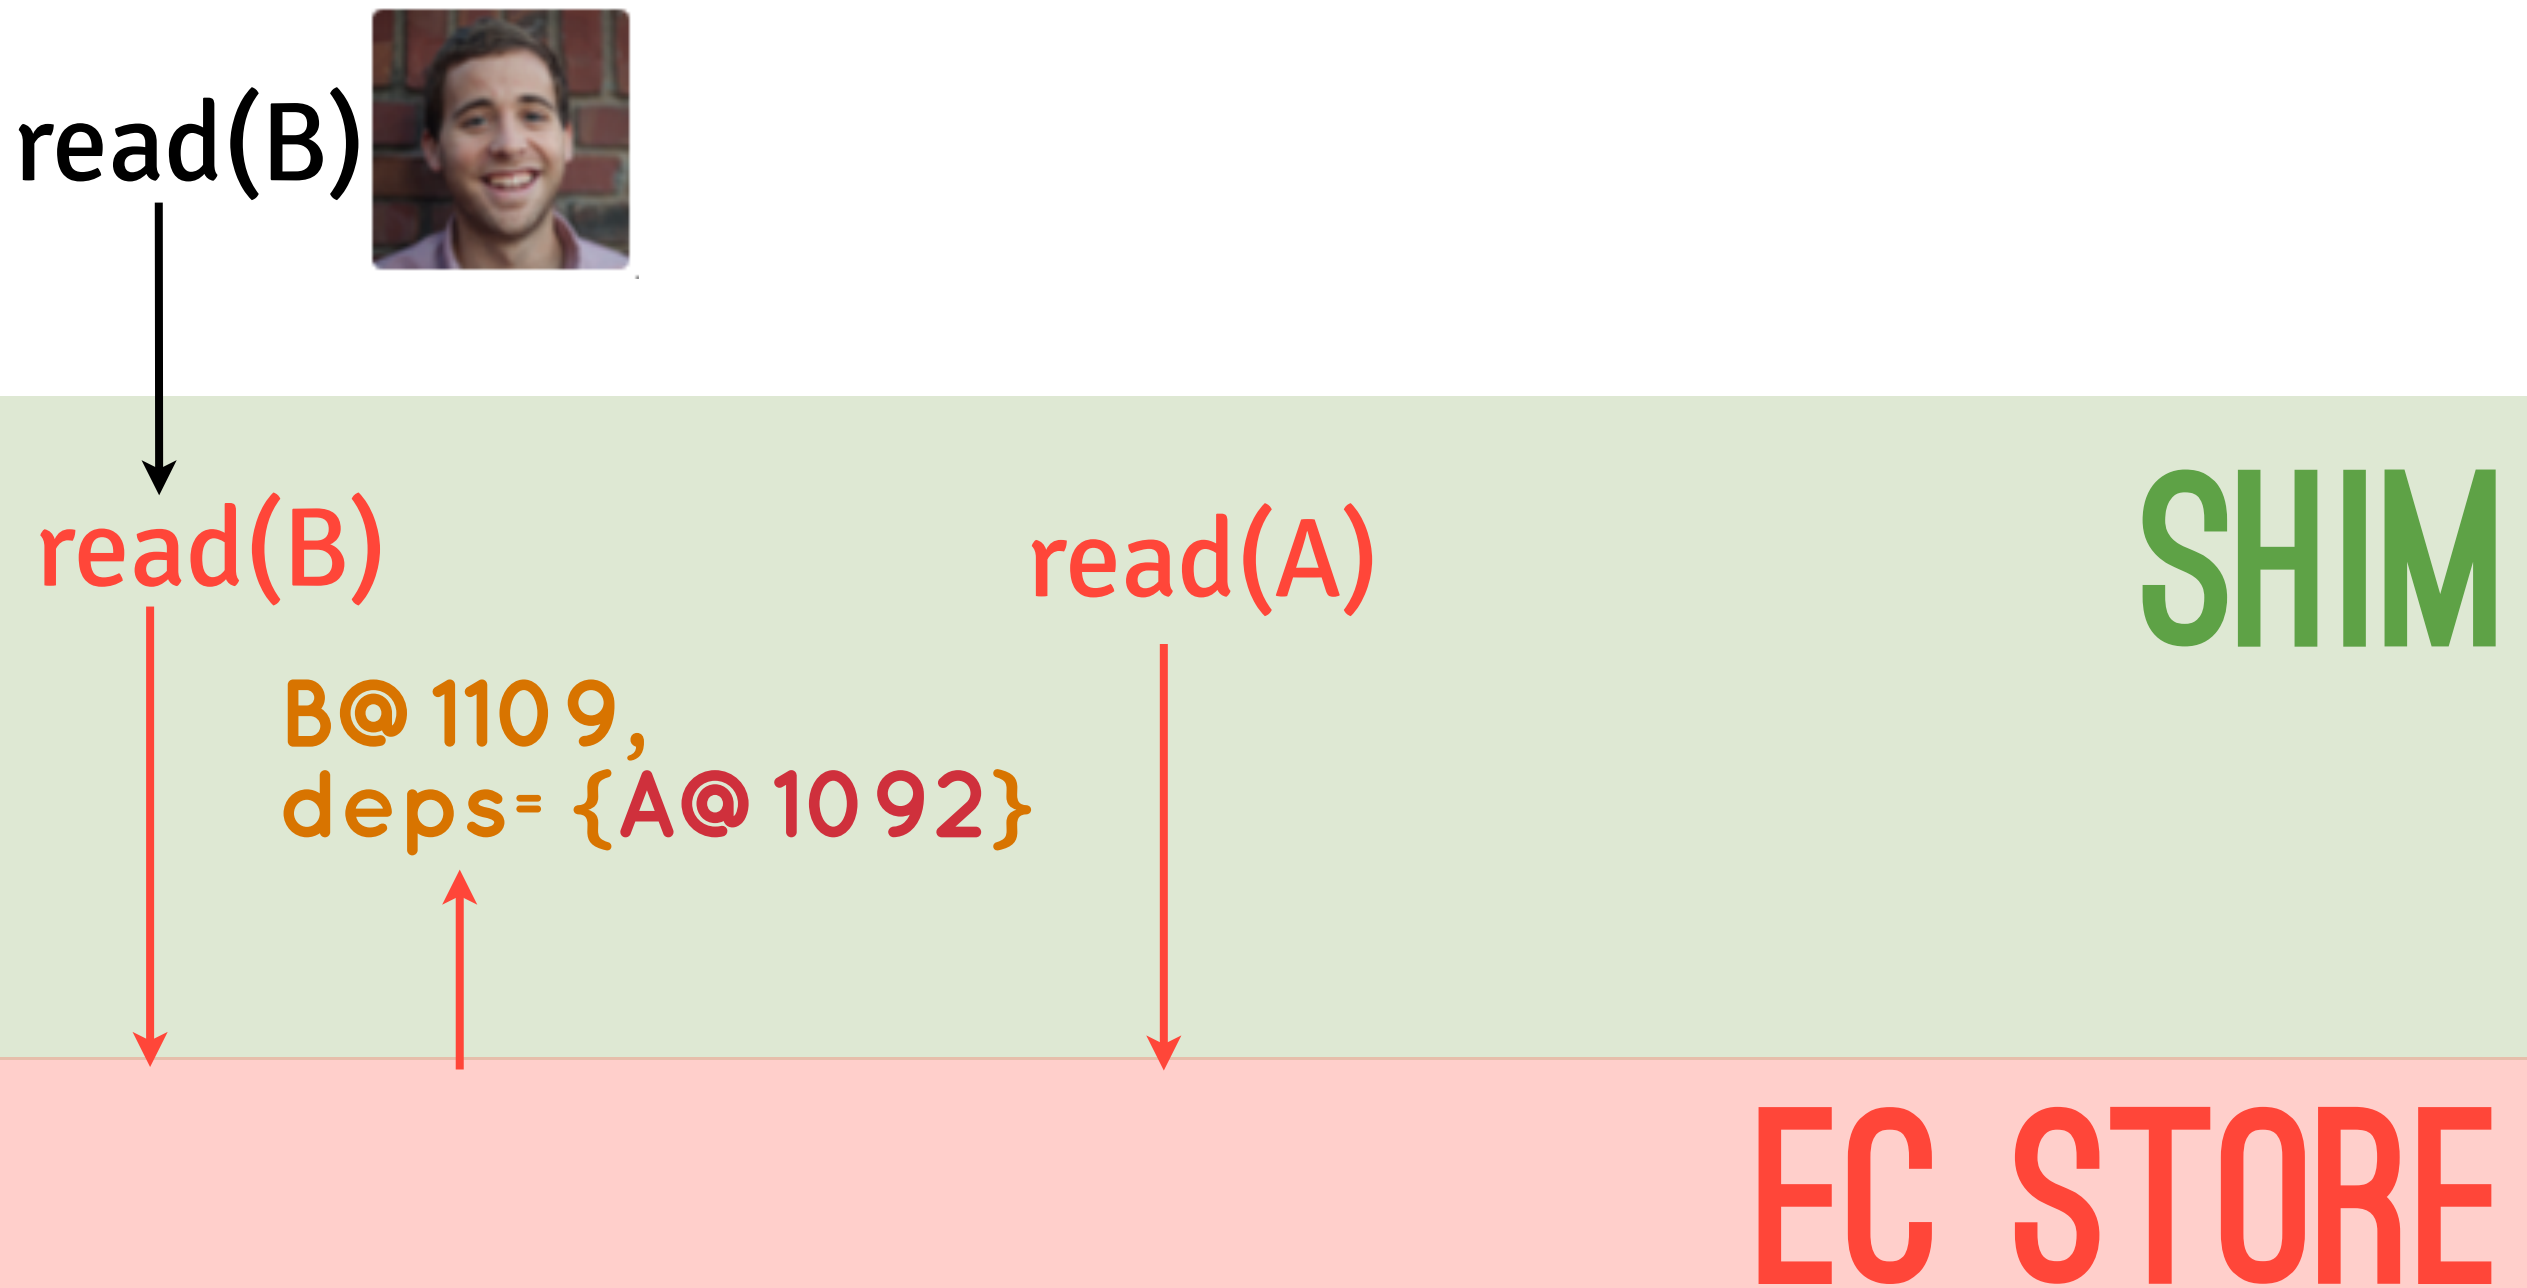 read(B)
read(B)
read(A)
SHIM
B@1109,
deps= {A@1092}
EC STORE